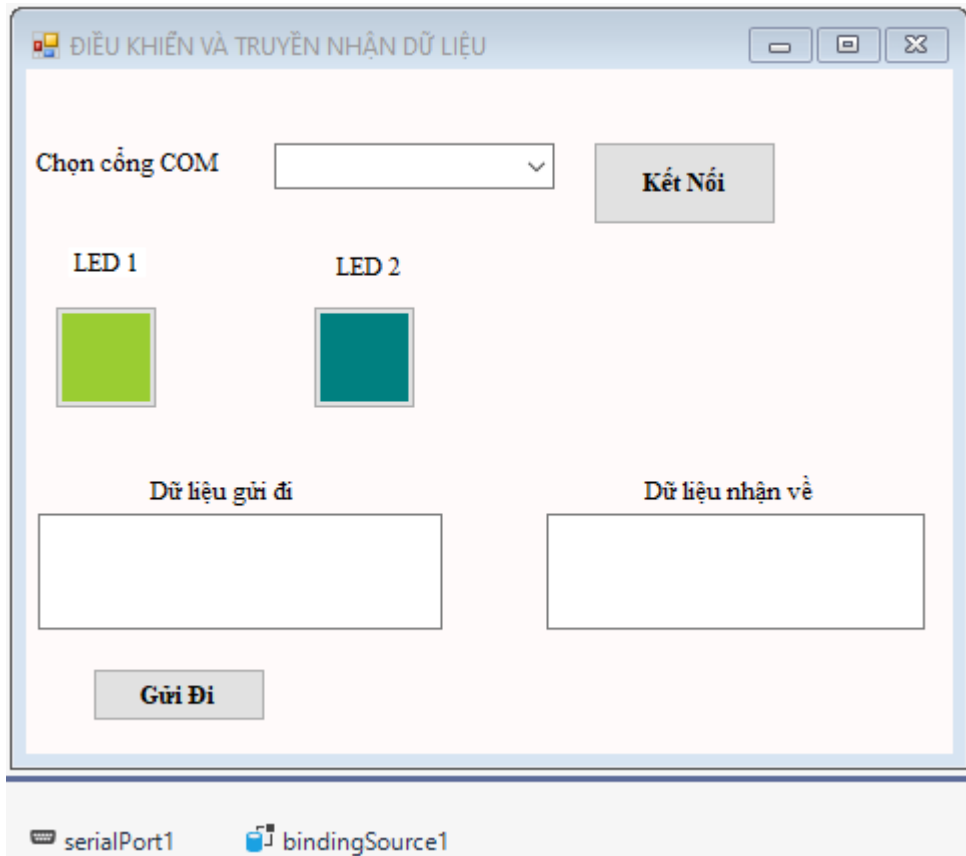 ĐIỀU KHIỂN VÀ TRUYỀN NHẬN DỮ LIỆU
Chọn cổng COM
Kết Nối
LED 1
LED 2
Dữ liệu gửi đi
Dữ liệu nhận về
Gửi Đi
serialPort1
bindingSource1